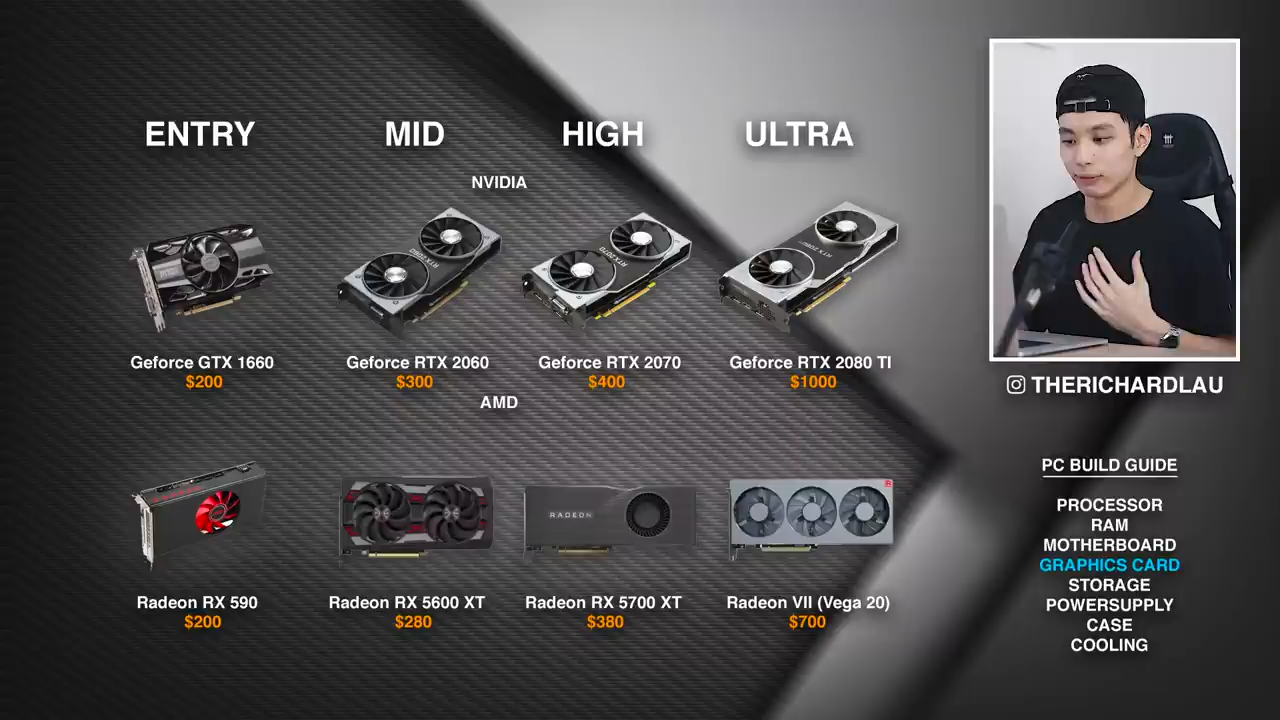 ENTRY MID HIGH ULTRA
NVIDIA
Geforce GTX 1660 Geforce RTX 2060 Geforce RTX 2070 Geforce RTX 2080 TI
$200 $300 $400 $1000
AMD
RADEON
Radeon RX 590 Radeon RX 5600 XT Radeon RX 5700 XT Radeon VII (Vega 20)
$200 $280 $380 $700
THERICHARDLAU
PC BUILD GUIDE
PROCESSOR
RAM
MOTHERBOARD
GRAPHICS CARD
STORAGE
POWERSUPPLY
CASE
COOLING